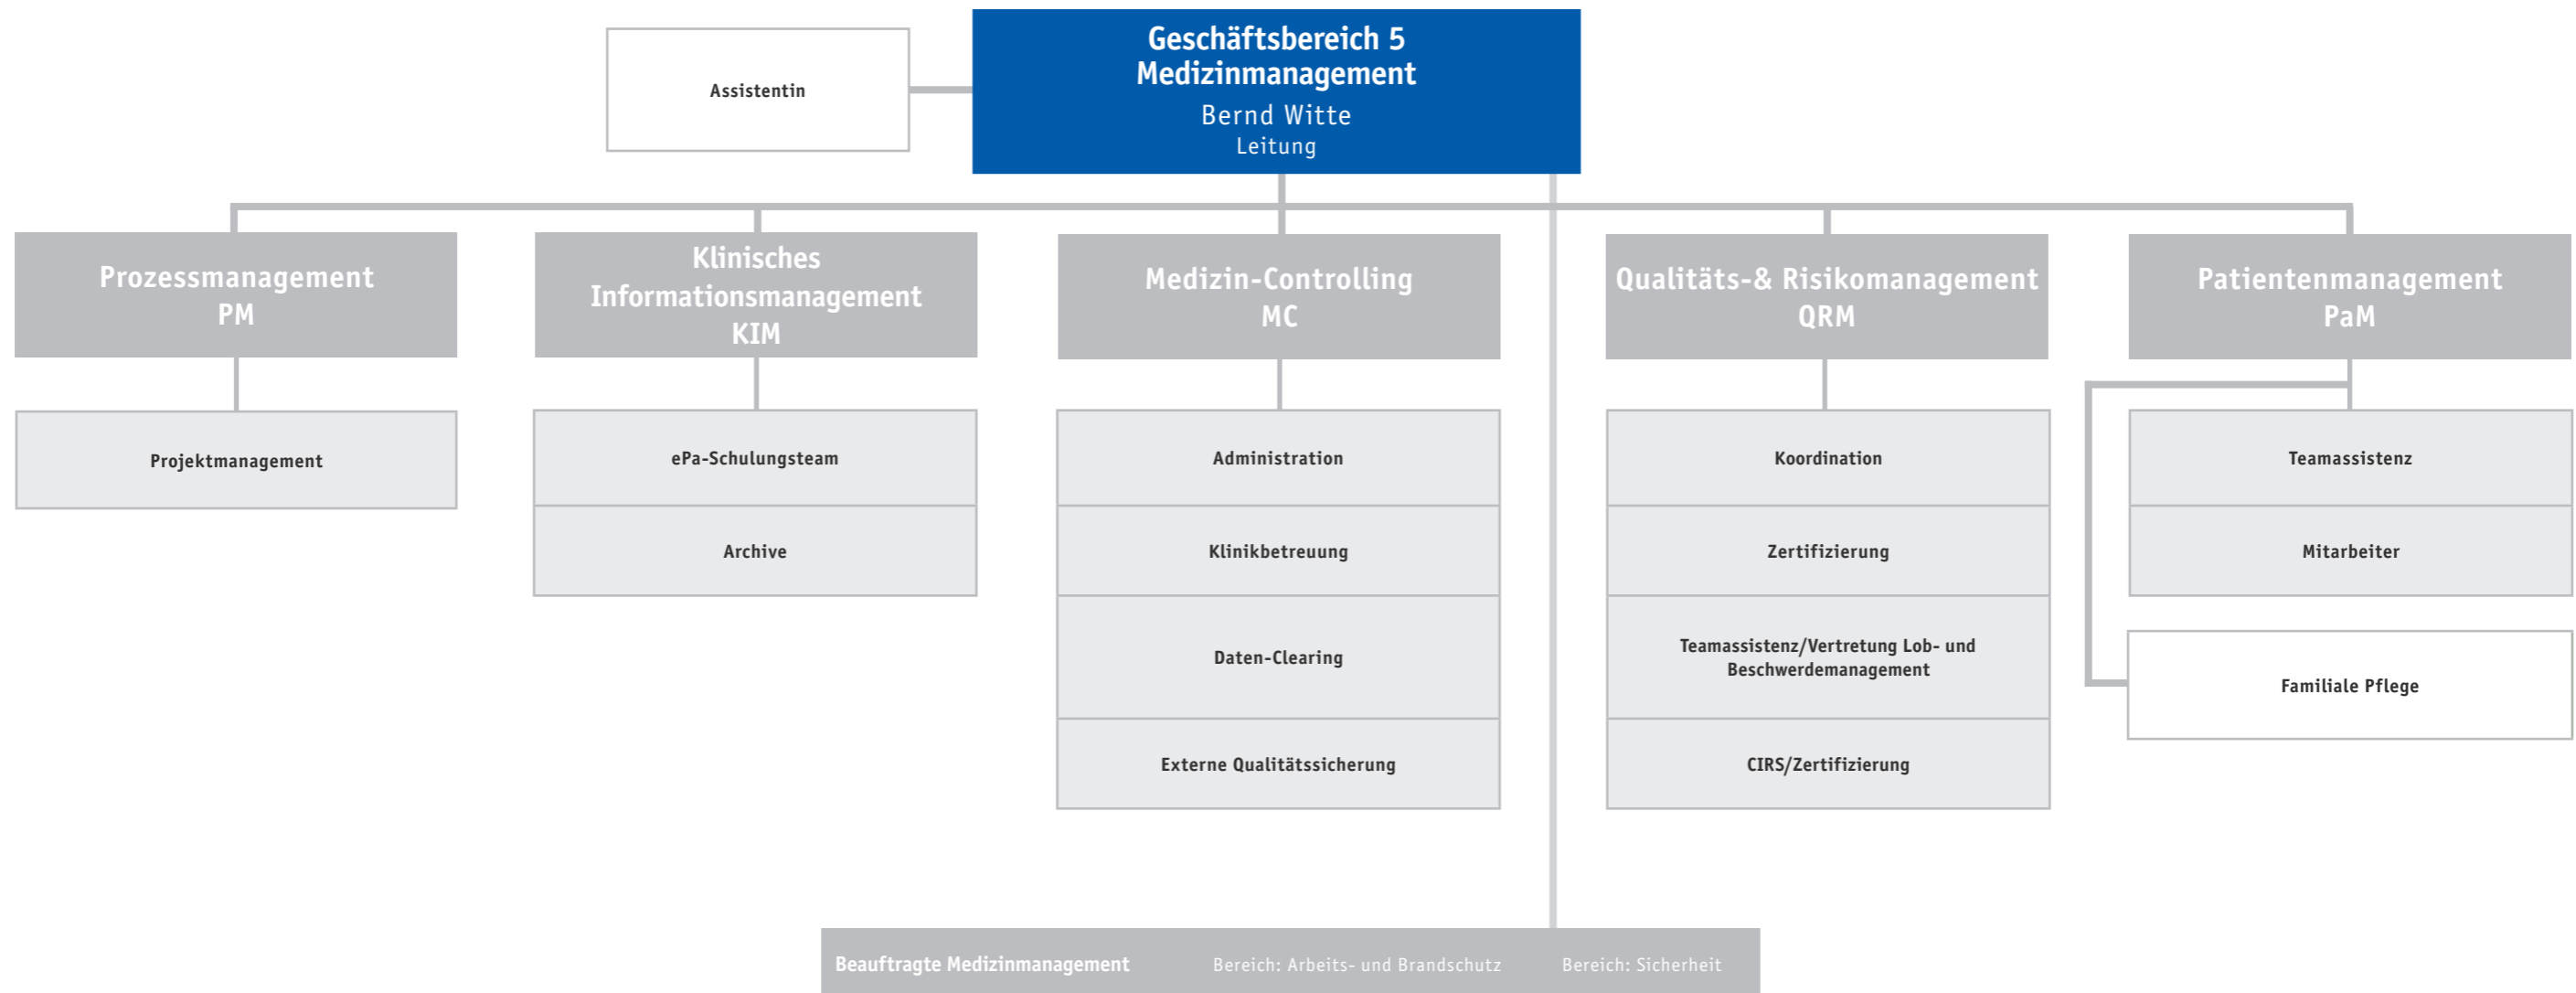 Assistentin
Geschäftsbereich 5
Medizinmanagement
Bernd Witte
Leitung
Prozessmanagement
PM
Klinisches
Informationsmanagement
KIM
Medizin-Controlling
MC
Qualitäts-& Risikomanagement
QRM
Patientenmanagement
PaM
Projektmanagement
ePa-Schulungsteam
Archive
Administration
Klinikbetreuung
Daten-Clearing
Externe Qualitätssicherung
Koordination
Zertifizierung
Teamassistenz/Vertretung Lob- und
Beschwerdemanagement
CIRS/Zertifizierung
Teamassistenz
Mitarbeiter
Familiale Pflege
Beauftragte Medizinmanagement Bereich: Arbeits- und Brandschutz Bereich: Sicherheit